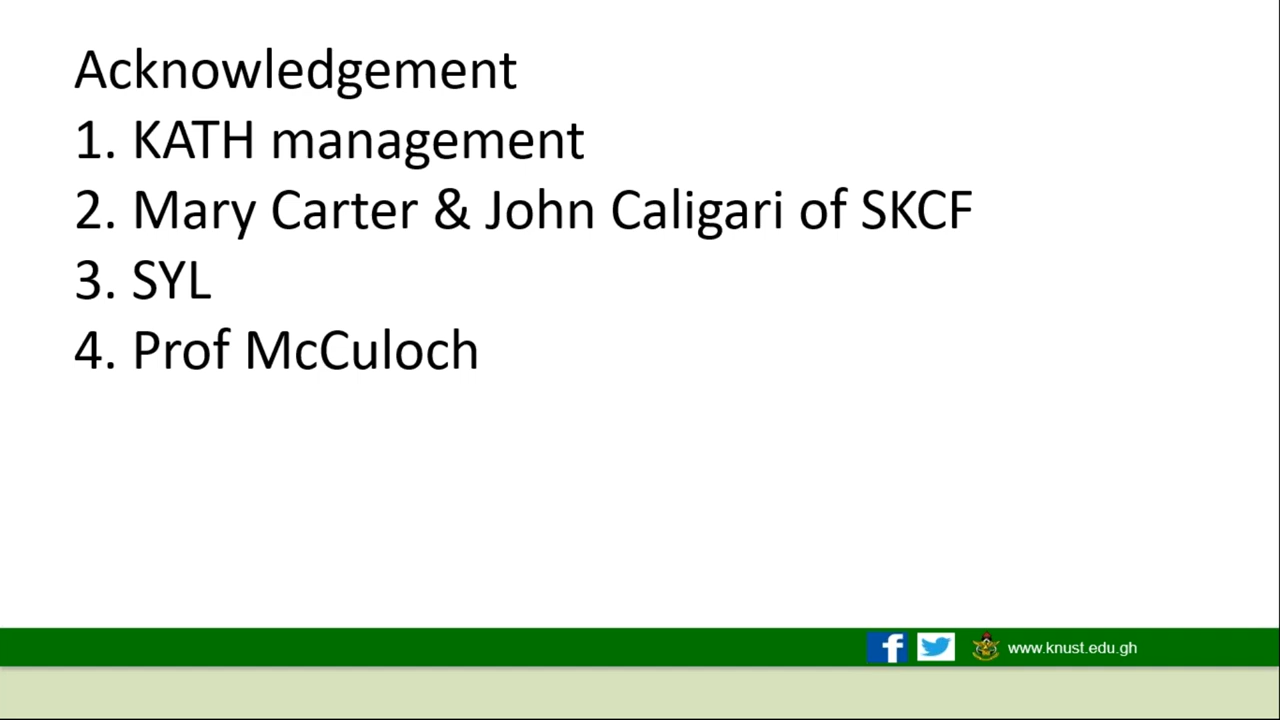 Acknowledgement
1. KATH management
2. Mary Carter & John Caligari of SKCF
3. SYL
4. Prof McCuloch
www.knust.edu.gh